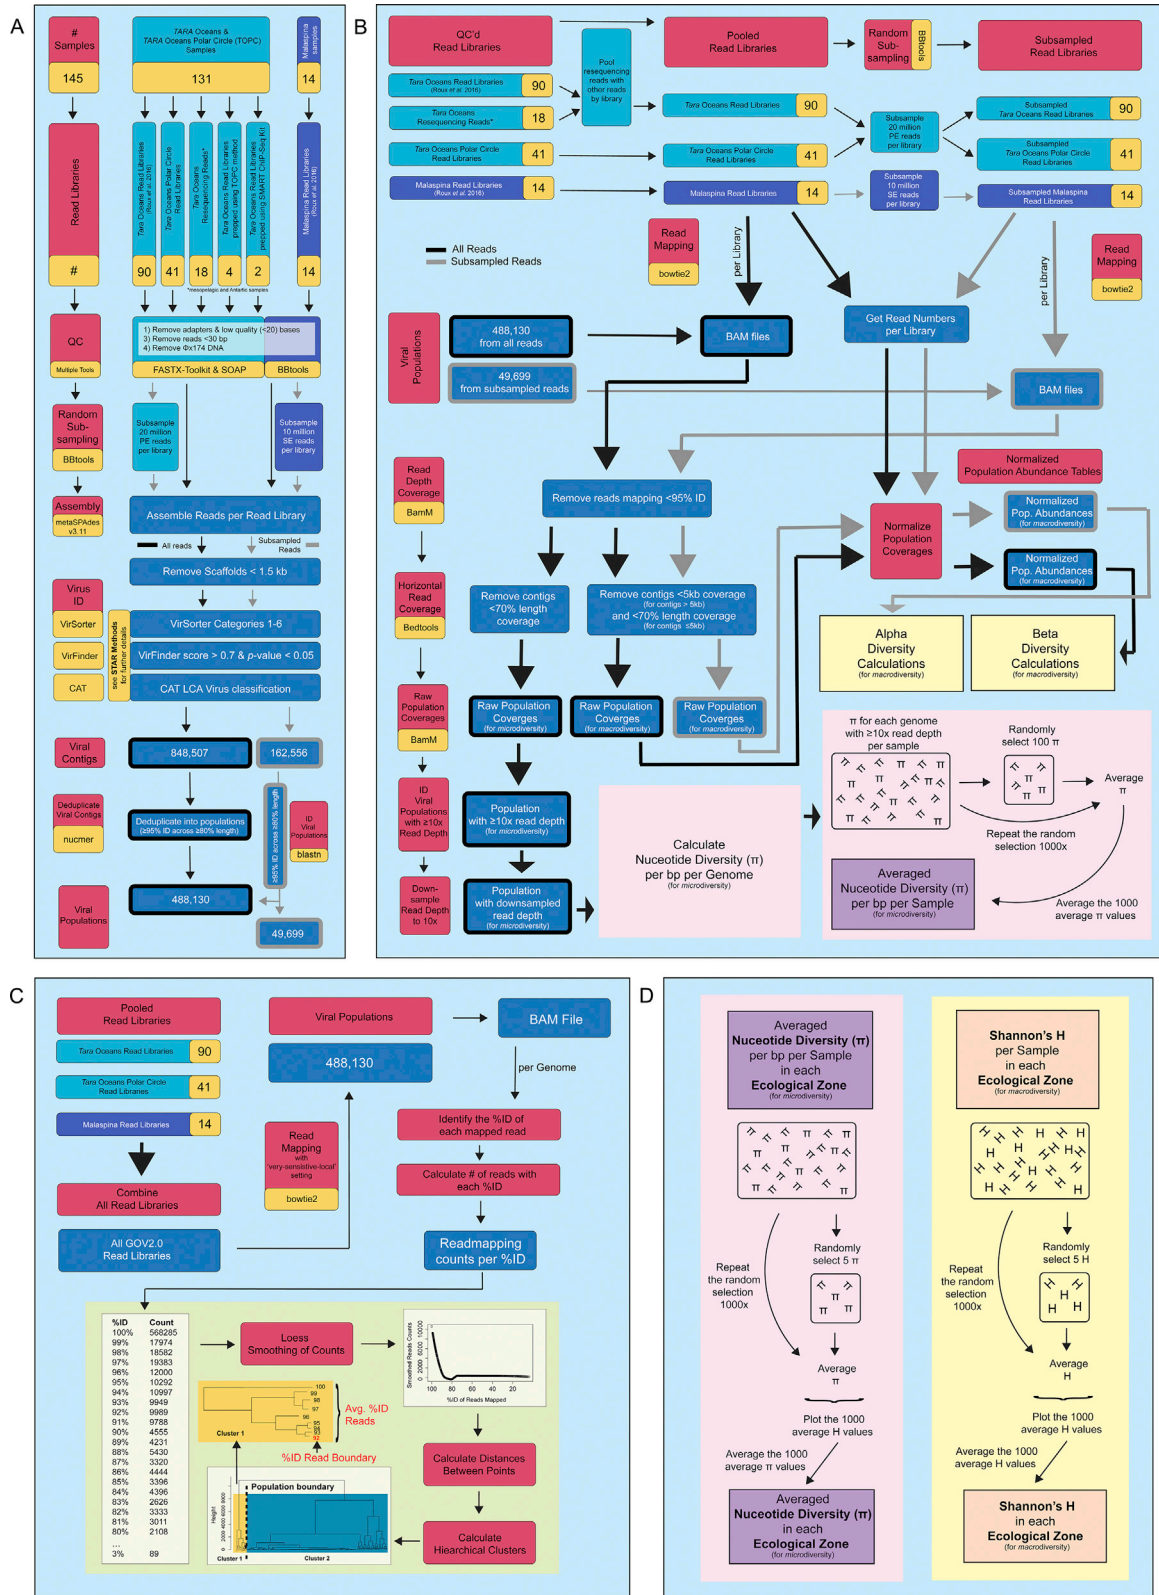 A
#
Samples
145
TARA Oceans &
TARA Oceans Polar Circle (TOPC)
Samples
131
Malaspina
samples
14
Read Libraries
#
Tara Oceans Read Libraries
(Roux et al. 2016)
90
Tara Oceans Polar Circle
Read Libraries
41
Tara Oceans
Resequencing Reads*
18
Tara Oceans Read Libraries
prepped using TOPC method
4
Tara Oceans Read Libraries
prepped using SMART ChIP-Seq Kit
2
Malaspina Read Libraries
(Roux et al. 2016)
14
*mesopelagic and Antartic samples
QC
Multiple Tools
1) Remove adapters & low quality (<20) bases
3) Remove reads <30 bp
4) Remove Φx174 DNA
FASTX-Toolkit & SOAP
BBtools
Random
Sub-
sampling
BBtools
Subsample
20 million
PE reads
per library
Subsample
10 million
SE reads
per library
Assembly
metaSPAdes
v3.11
Assemble Reads per Read Library
All reads
Subsampled
Reads
Remove Scaffolds < 1.5 kb
Virus
ID
VirSorter
VirFinder
CAT
see STAR Methods
for further details
VirSorter Categories 1-6
VirFinder score > 0.7 & p-value < 0.05
CAT LCA Virus classification
Viral
Contigs
848,507
162,556
Deduplicate
Viral Contigs
nucmer
Deduplicate into populations
(≥95% ID across ≥80% length)
≥95% ID across ≥80% length
ID
Viral
Populations
blastn
Viral
Populations
488,130
49,699
B
QC'd
Read Libraries
Pooled
Read Libraries
Random
Sub-
sampling
BBtools
Subsampled
Read Libraries
Tara Oceans Read Libraries
(Roux et al. 2016)
90
Tara Oceans
Resequencing Reads*
18
Tara Oceans Polar Circle
Read Libraries
41
Malaspina Read Libraries
(Roux et al. 2016)
14
Pool
resequencing
reads with
other reads
by library
Tara Oceans Read Libraries
90
Tara Oceans Polar Circle
Read Libraries
41
Malaspina Read Libraries
14
Subsample
20 million
PE reads
per library
Subsample
10 million
SE reads
per library
Subsampled
Tara Oceans Read Libraries
90
Subsampled
Tara Oceans Polar Circle
Read Libraries
41
Subsampled Malaspina
Read Libraries
14
All Reads
Subsampled Reads
Read
Mapping
bowtie2
per Library
per Library
Read
Mapping
bowtie2
Viral
Populations
488,130
from all reads
49,699
from subsampled reads
BAM files
Get Read Numbers
per Library
BAM files
Read
Depth
Coverage
BamM
Remove reads mapping <95% ID
Normalized
Population Abundance Tables
Normalize
Population
Coverages
Normalized
Pop. Abundances
(for macrodiversity)
Normalized
Pop. Abundances
(for macrodiversity)
Horizontal
Read
Coverage
Bedtools
Remove contigs
<70% length
coverage
Remove contigs <5kb coverage
(for contigs > 5kb)
and <70% length coverage
(for contigs ≤5kb)
Alpha
Diversity
Calculations
(for macrodiversity)
Beta
Diversity
Calculations
(for macrodiversity)
Raw
Population
Coverages
BamM
Raw Population
Coverges
(for microdiversity)
Raw Population
Coverges
(for macrodiversity)
Raw Population
Coverges
(for macrodiversity)
ID
Viral
Populations
with ≥10x
Read Depth
Population
with ≥10x read depth
(for microdiversity)
Down-
sample
Read Depth
to 10x
Population
with downsampled
read depth
(for microdiversity)
Calculate
Nuceotide Diversity (π)
per bp per Genome
(for microdiversity)
π for each genome
with ≥10x read depth
per sample
π π π π π π π π π π π π π π π π π π π π
Randomly
select 100 π
π π π π π
Average
π
Repeat the random
selection 1000x
Averaged
Nuceotide Diversity (π)
per bp per Sample
(for microdiversity)
Average the 1000
average π values
C
Pooled
Read Libraries
Tara Oceans Read Libraries
90
Tara Oceans Polar Circle
Read Libraries
41
Malaspina Read Libraries
14
Combine
All Read Libraries
All GOV2.0
Read Libraries
Viral Populations
488,130
Read
Mapping
with
'very-sensistive-local'
setting
bowtie2
BAM File
per Genome
Identify the %ID of
each mapped read
Calculate # of reads with
each %ID
Readmapping
counts per %ID
%ID Count
100% 568285
99% 17974
98% 18582
97% 19383
96% 12000
95% 10292
94% 10997
93% 9949
92% 9989
91% 9788
90% 4555
89% 4231
88% 5430
87% 3320
86% 4444
85% 3396
84% 4396
83% 2626
82% 3333
81% 3011
80% 2108
...
3% 89
Loess
Smoothing of Counts
Smoothed Reads Counts
0 2000 4000 6000 10000
100 80 60 40 20
%ID of Reads Mapped
100
99
98
97
96
95
94
93
92
Cluster 1
Avg. %ID
Reads
%ID Read Boundary
Calculate Distances
Between Points
Calculate
Hiearchical Clusters
Population boundary
Height
0 2000 4000 6000 8000
Cluster 1
Cluster 2
D
Averaged
Nuceotide Diversity (π)
per bp per Sample
in each
Ecological Zone
(for microdiversity)
π π π π π π π π π π π π π π π π π π π π
Randomly
select 5 π
Repeat
the random
selection
1000x
π π π π π
Average
π
Plot the 1000
average H values
Average the 1000
average π values
Averaged
Nuceotide Diversity (π)
in each
Ecological Zone
(for microdiversity)
Shannon's H
per Sample
in each
Ecological Zone
(for macrodiversity)
H H H H H H H H H H H H H H H H H H H H
Randomly
select 5 H
Repeat
the random
selection
1000x
H H H H H
Average
H
Plot the 1000
average H values
Average the 1000
average H values
Shannon's H
in each
Ecological Zone
(for macrodiversity)